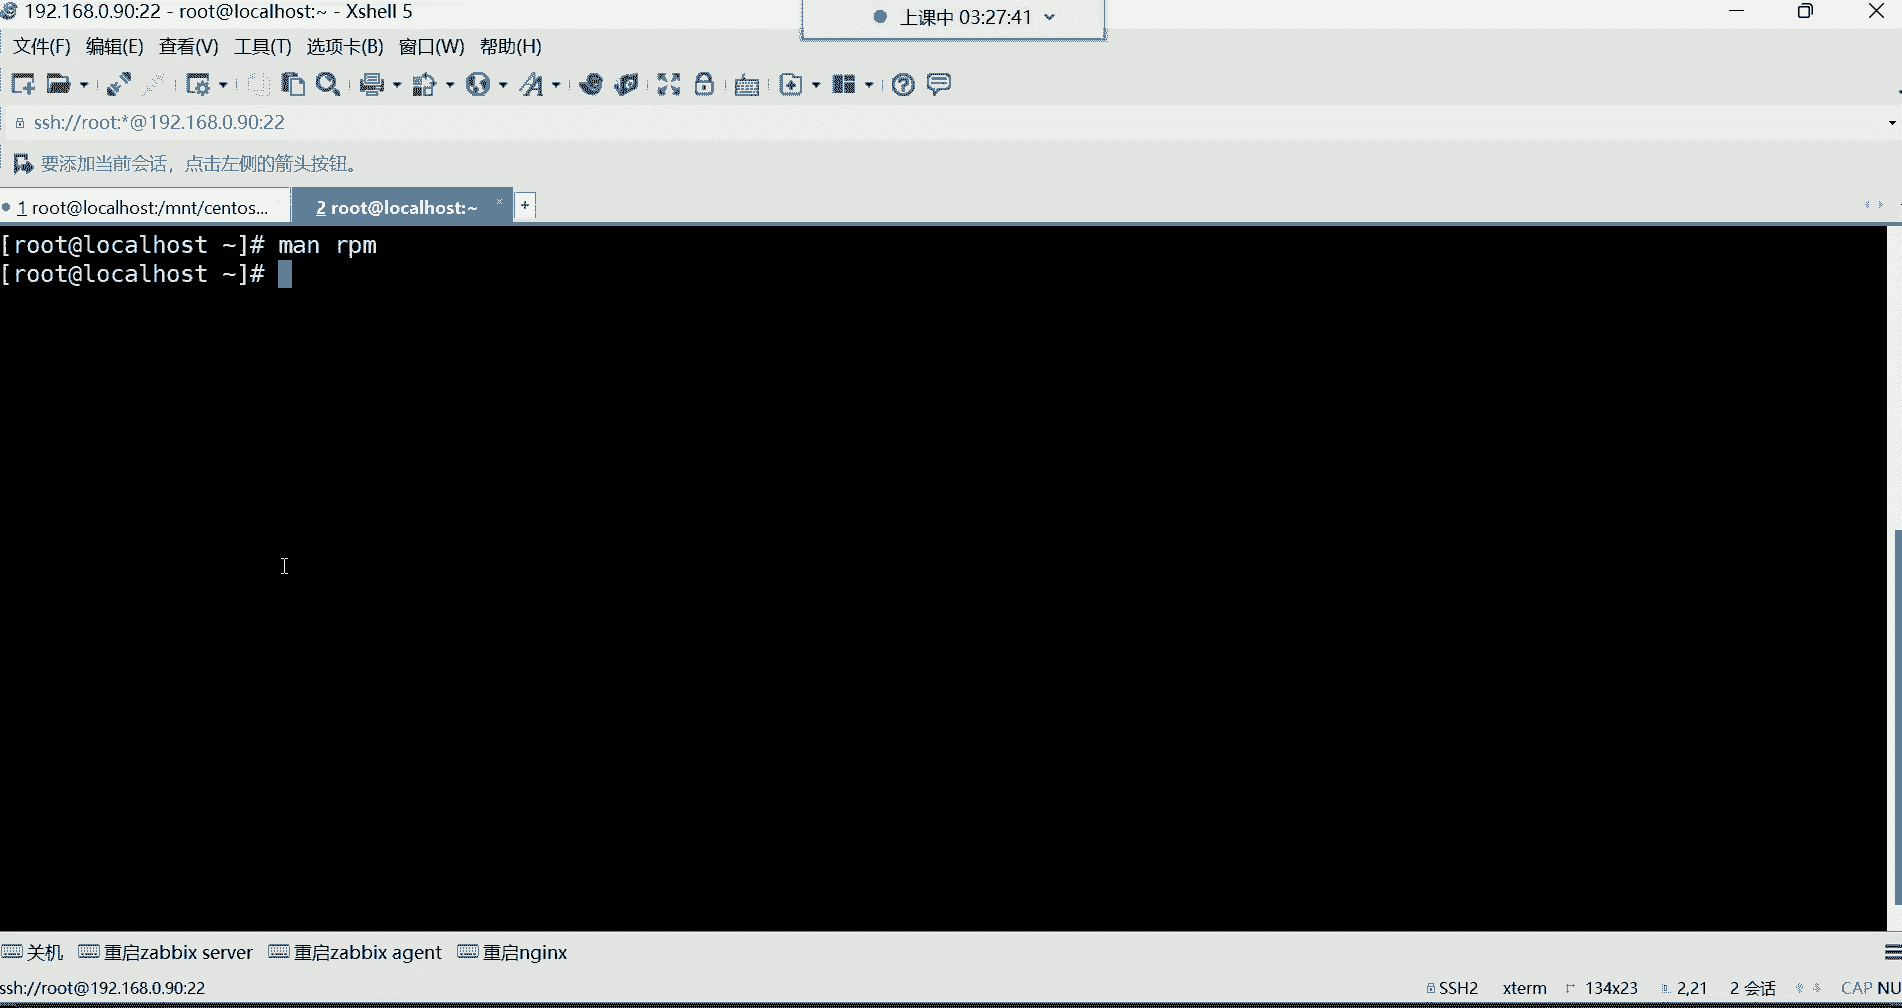 192.168.0.90:22 - root@localhost:~ - Xshell 5
上课中 03:27:41
文件(F) 编辑(E) 查看(V) 工具(T) 选项卡(B) 窗口(W) 帮助(H)
ssh://root:*@192.168.0.90:22
要添加当前会话，点击左侧的箭头按钮。
1 root@localhost:/mnt/centos... 2 root@localhost:~ × +
[root@localhost ~]# man rpm
[root@localhost ~]#
关机 重启zabbix server 重启zabbix agent 重启nginx
ssh://root@192.168.0.90:22 SSH2 xterm 134x23 2,21 2 会话 CAP NU